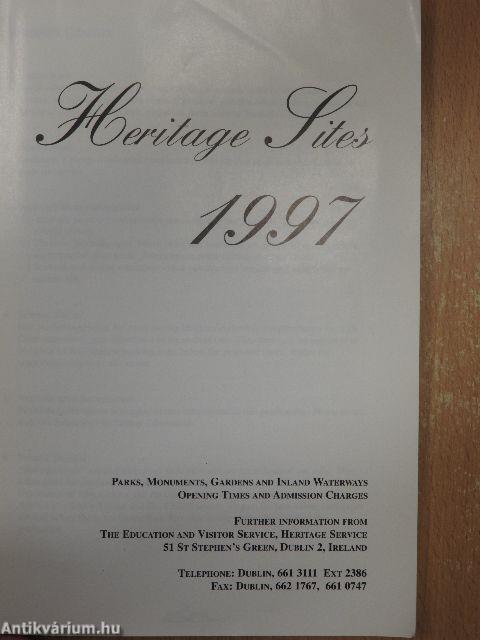 Heritage Sites
1997
PARKS, MONUMENTS, GARDENS AND INLAND WATERWAYS
OPENING TIMES AND ADMISSION CHARGES
FURTHER INFORMATION FROM
THE EDUCATION AND VISITOR SERVICE, HERITAGE SERVICE
51 ST STEPHEN'S GREEN, DUBLIN 2, IRELAND
TELEPHONE: DUBLIN, 661 3111 EXT 2386
FAX: DUBLIN, 662 1767, 661 0747
Antikvárium.hu